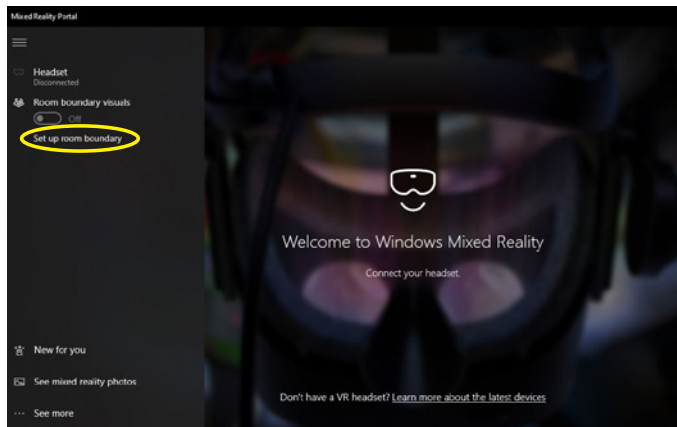 Mixed Reality Portal
Headset
Disconnected
Room boundary visuals
Off
Set up room boundary
Welcome to Windows Mixed Reality
Connect your headset.
New for you
See mixed reality photos
Don't have a VR headset? Learn more about the latest devices
See more